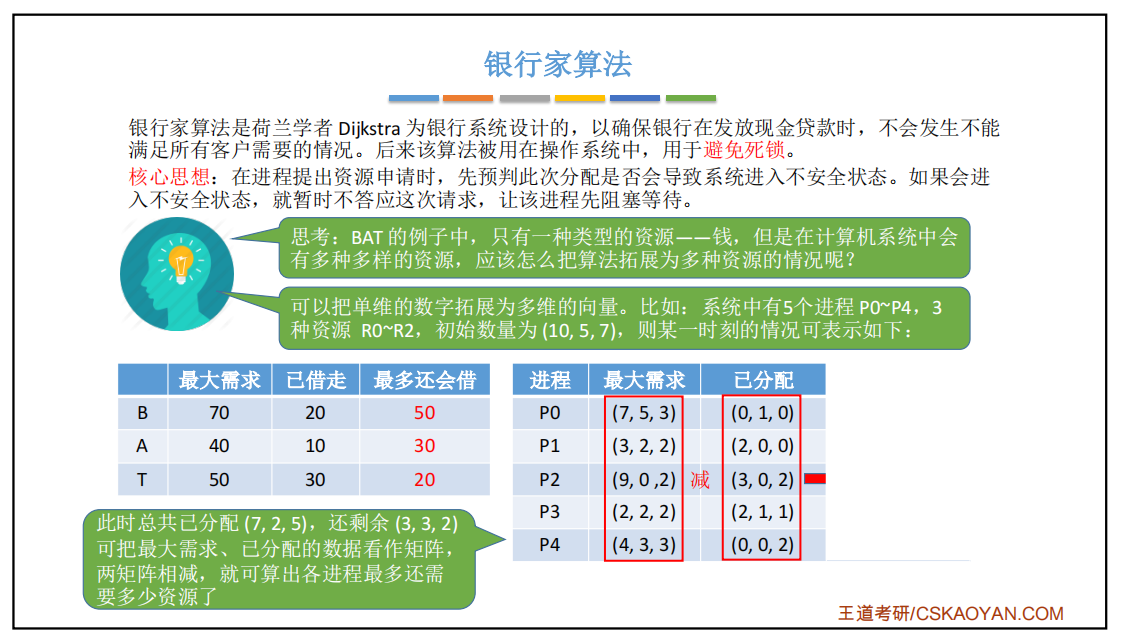 银行家算法
银行家算法是荷兰学者 Dijkstra 为银行系统设计的，以确保银行在发放现金贷款时，不会发生不能
满足所有客户需要的情况。后来该算法被用在操作系统中，用于避免死锁。
核心思想：在进程提出资源申请时，先预判此次分配是否会导致系统进入不安全状态。如果会进
入不安全状态，就暂时不答应这次请求，让该进程先阻塞等待。
思考：BAT 的例子中，只有一种类型的资源——钱，但是在计算机系统中会
有多种多样的资源，应该怎么把算法拓展为多种资源的情况呢？
可以把单维的数字拓展为多维的向量。比如：系统中有5个进程 P0~P4，3
种资源 R0~R2，初始数量为 (10, 5, 7)，则某一时刻的情况可表示如下：
最大需求 已借走 最多还会借
B 70 20 50
A 40 10 30
T 50 30 20
进程 最大需求 已分配
P0 (7, 5, 3) (0, 1, 0)
P1 (3, 2, 2) (2, 0, 0)
P2 (9, 0 ,2) 减 (3, 0, 2)
P3 (2, 2, 2) (2, 1, 1)
P4 (4, 3, 3) (0, 0, 2)
此时总共已分配 (7, 2, 5)，还剩余 (3, 3, 2)
可把最大需求、已分配的数据看作矩阵，
两矩阵相减，就可算出各进程最多还需
要多少资源了
王道考研/CSKAOYAN.COM